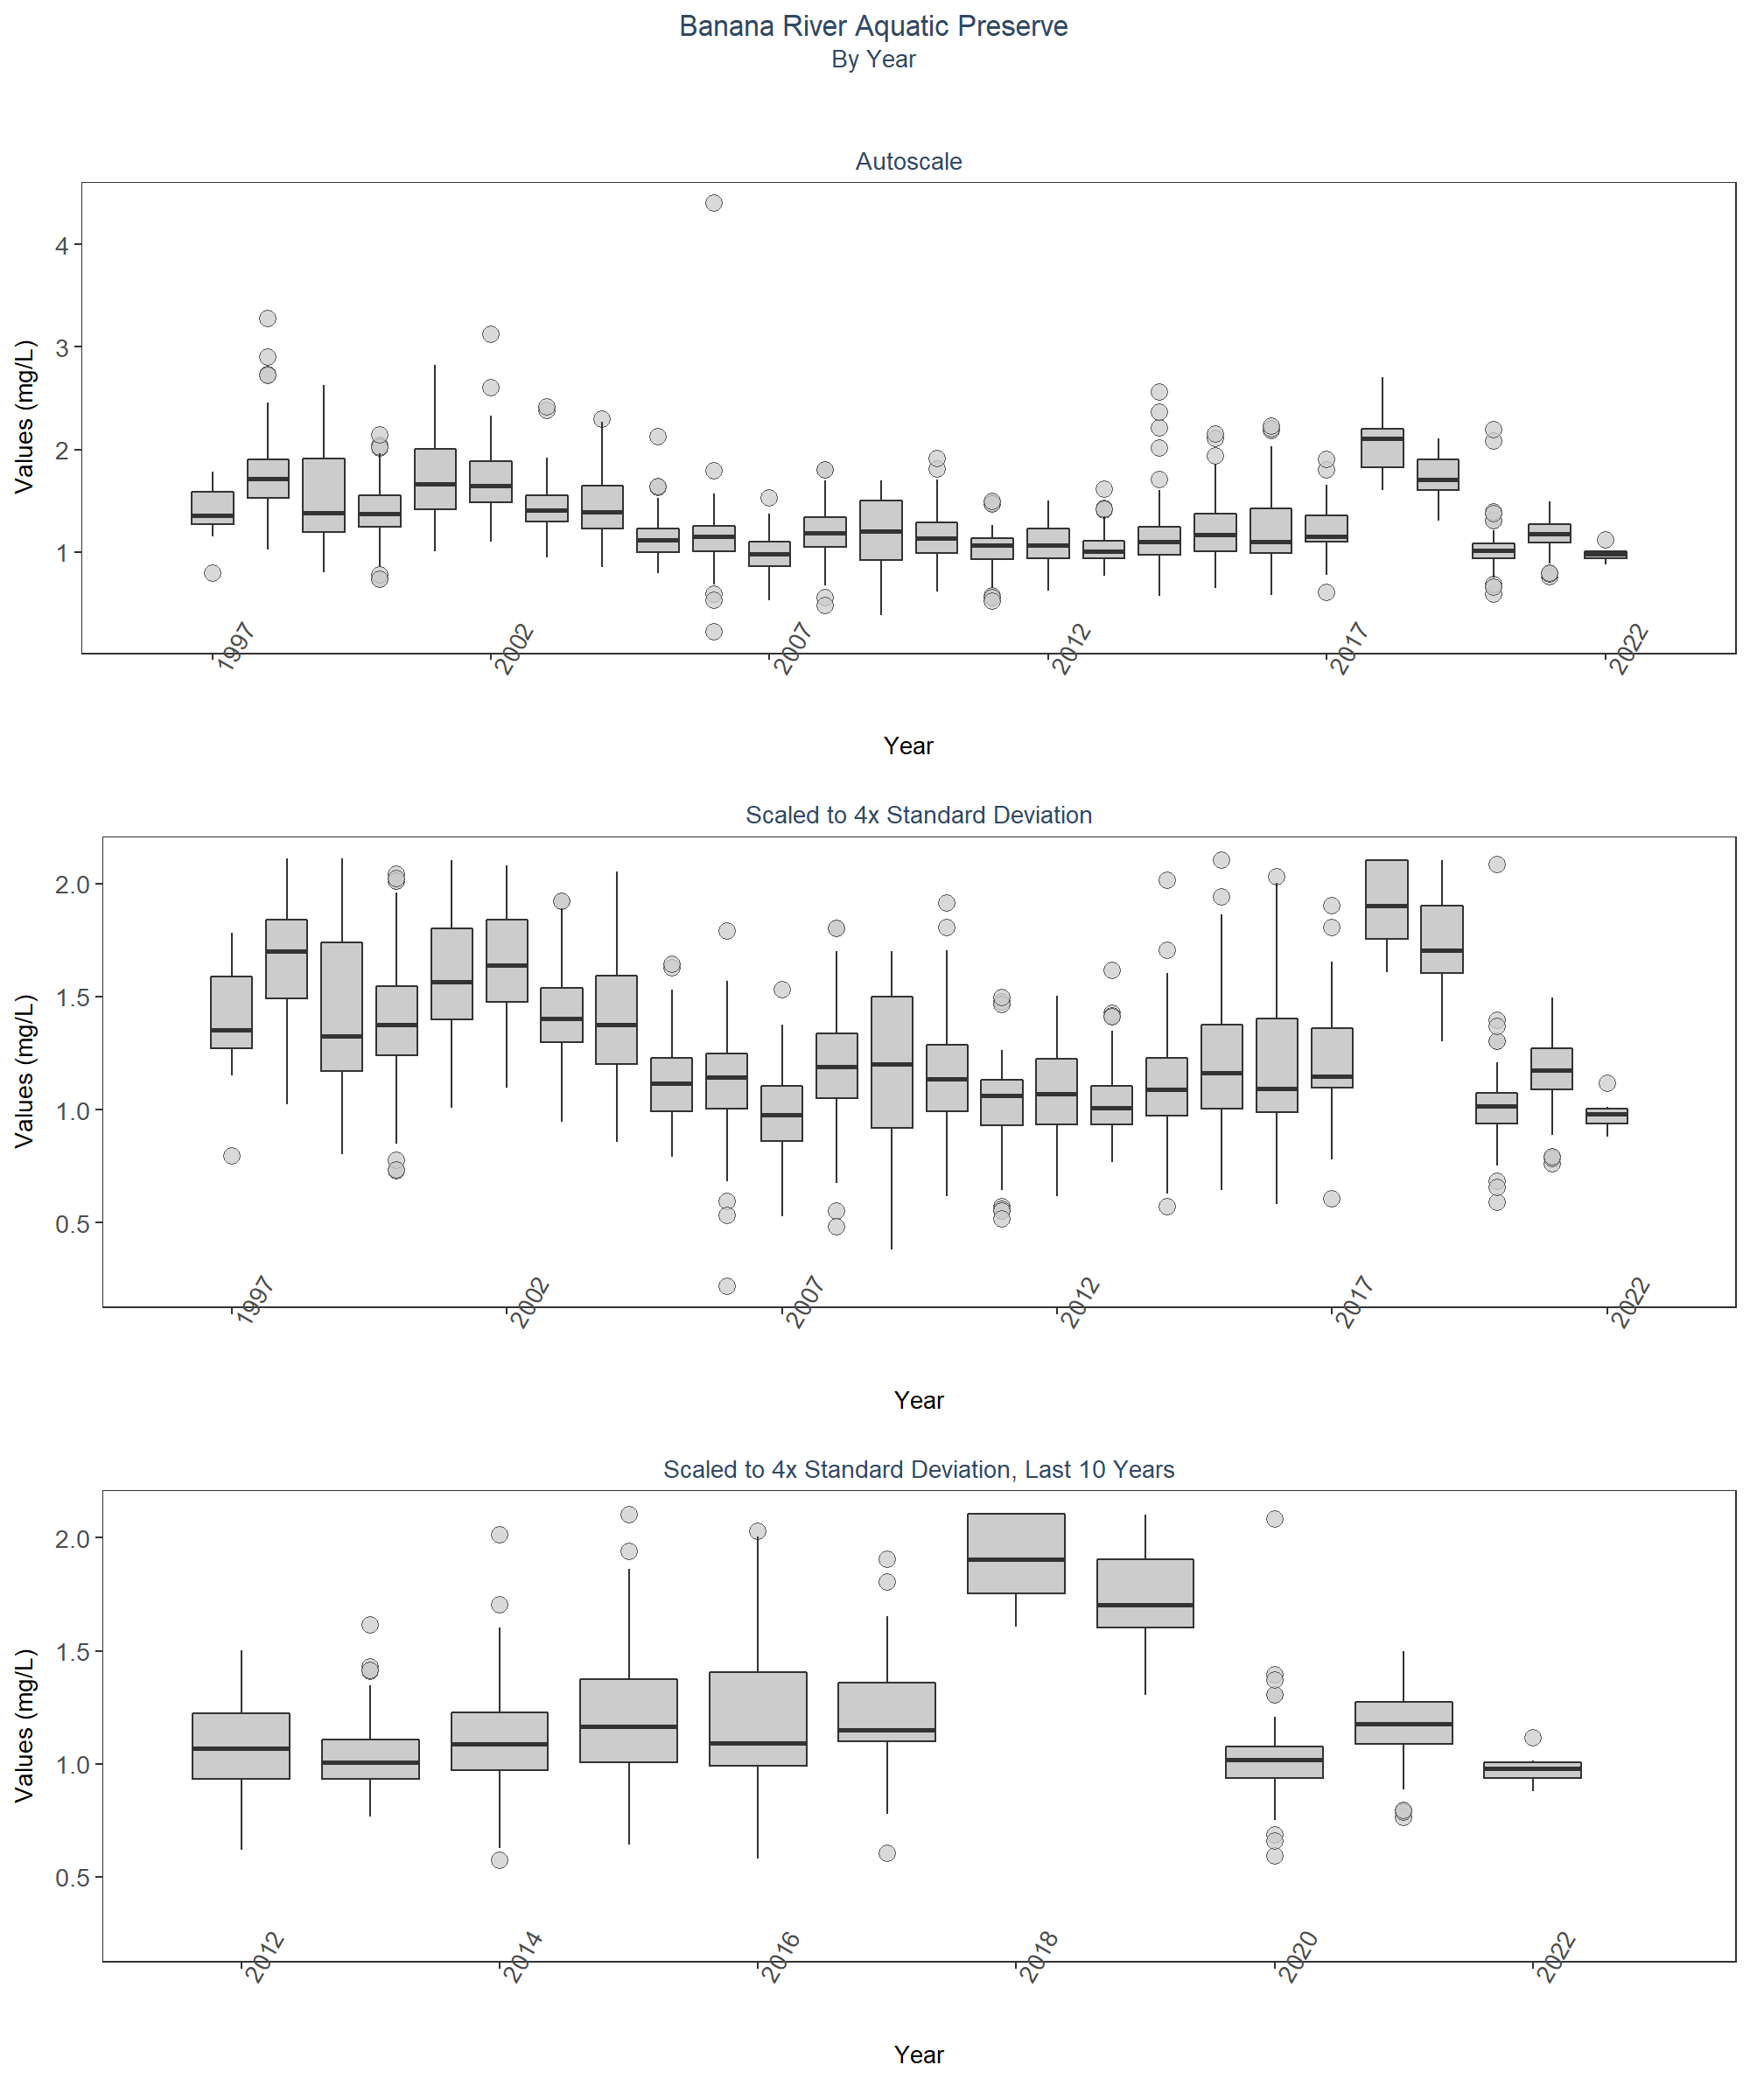 Banana River Aquatic Preserve
By Year
Autoscale
Values (mg/L)
4
3
2
1
1997 2002 2007 2012 2017 2022
Year
Scaled to 4x Standard Deviation
Values (mg/L)
2.0
1.5
1.0
0.5
1997 2002 2007 2012 2017 2022
Year
Scaled to 4x Standard Deviation, Last 10 Years
Values (mg/L)
2.0
1.5
1.0
0.5
2012 2014 2016 2018 2020 2022
Year